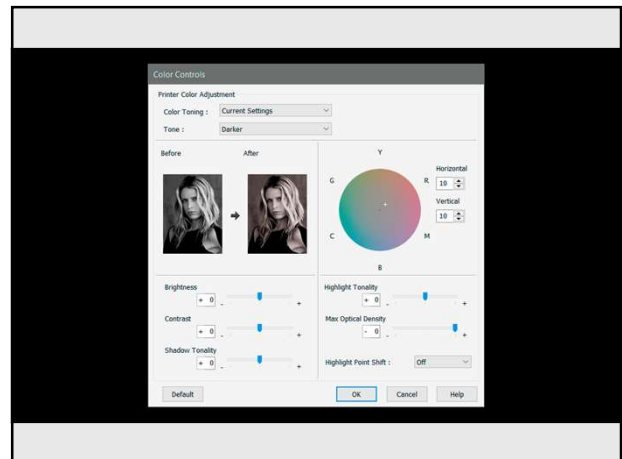 Color Controls
Printer Color Adjustment
Color Toning : Current Settings
Tone : Darker
Before After
Y
G R
C M
B
Horizontal
10
Vertical
10
Brightness
+ 0 - +
Contrast
+ 0 - +
Shadow Tonality
+ 0 - +
Highlight Tonality
+ 0 - +
Max Optical Density
- 0 - +
Highlight Point Shift : Off
Default OK Cancel Help